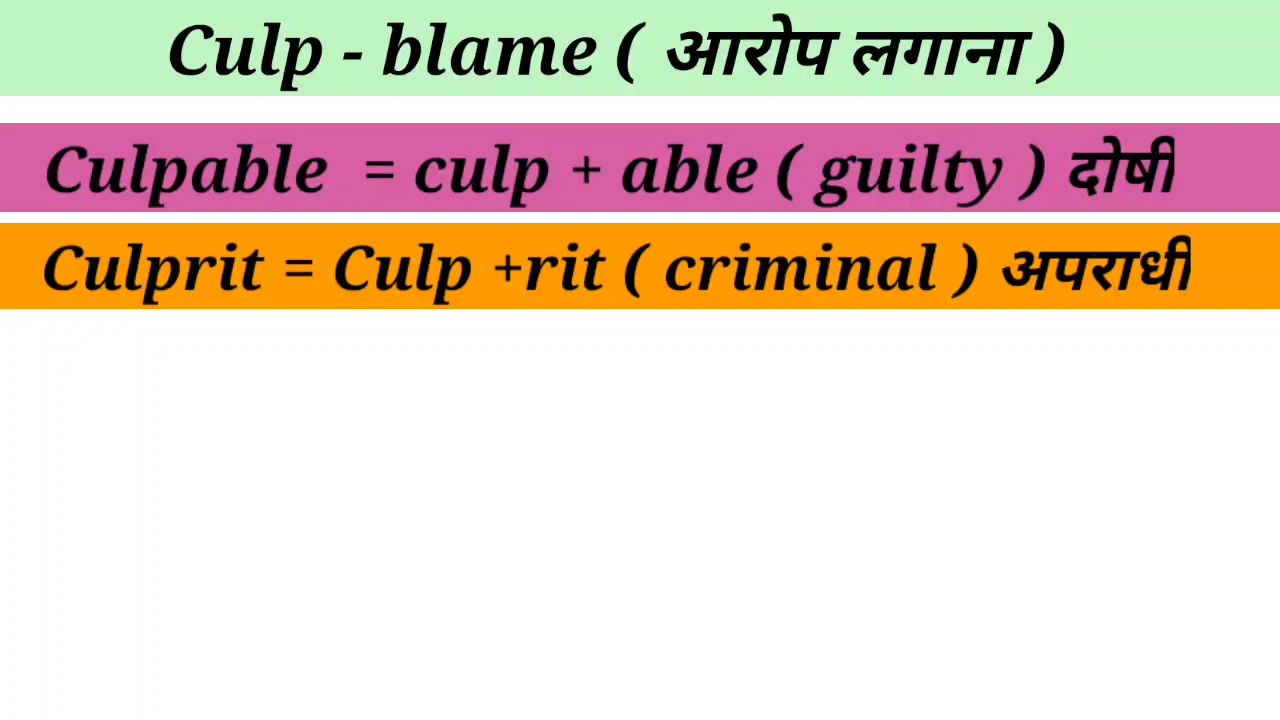 Culp - blame ( आरोप लगाना )
Culpable = culp + able ( guilty ) दोषी
Culprit = Culp +rit ( criminal ) अपराधी